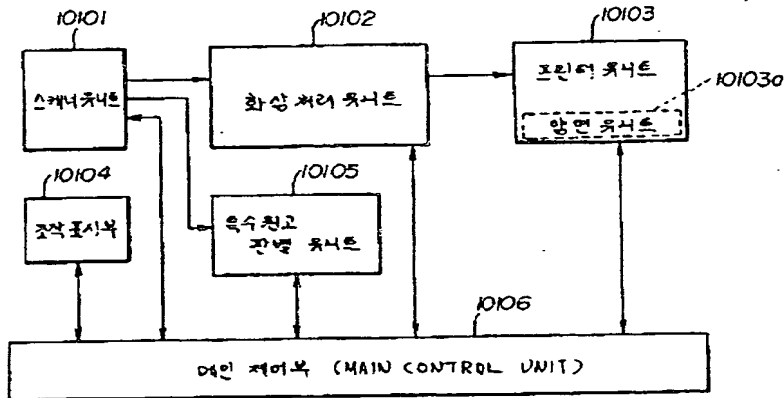 10101
10102
10103
10103a
스캐너 유니트
화상 처리 유니트
프린터 유니트
양면 유니트
10104
10105
조작표시부
특수원고
판별 유니트
10106
메인 제어부 (MAIN CONTROL UNIT)